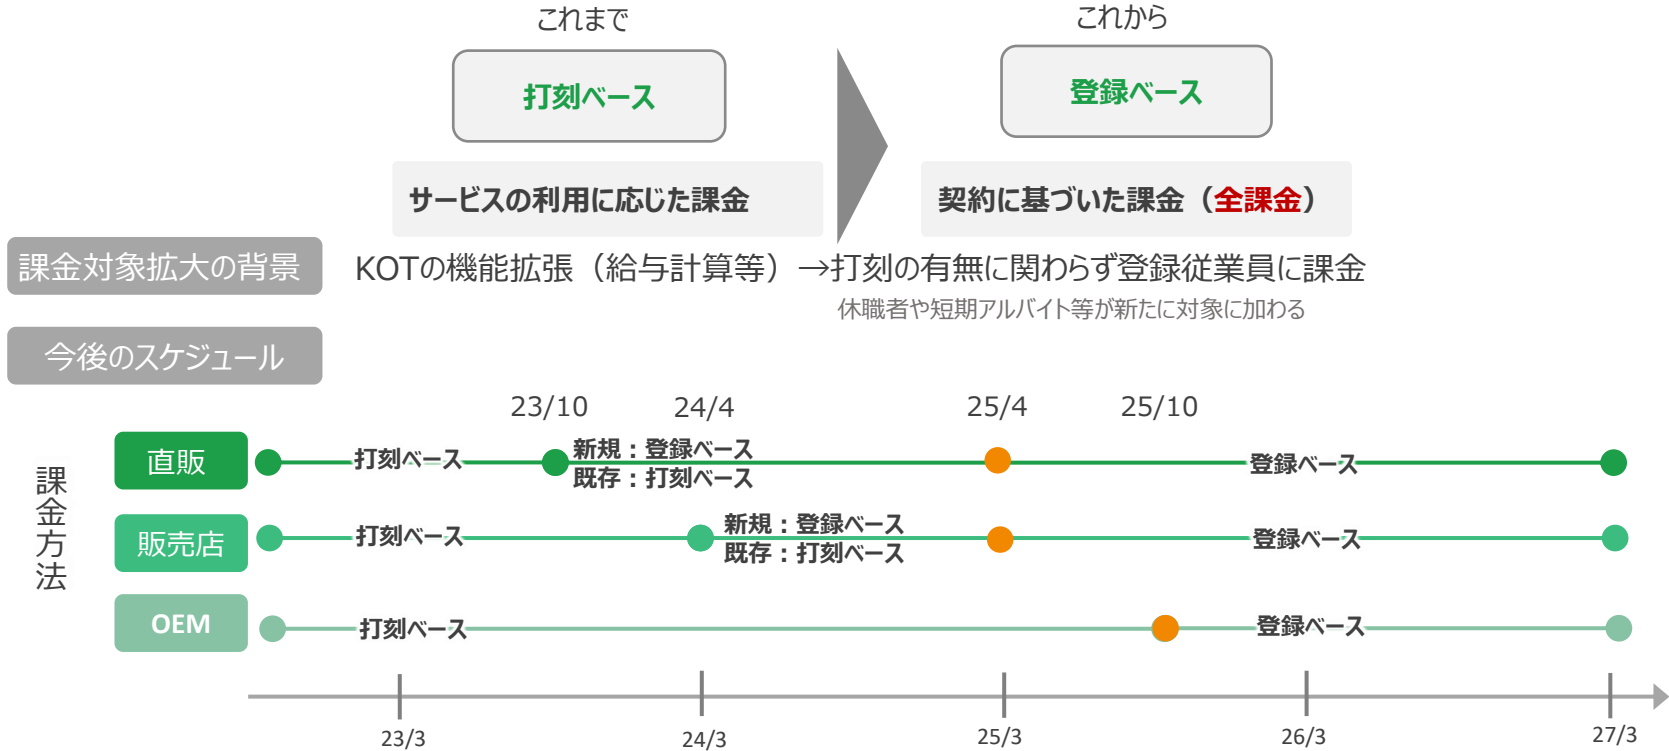 これまで
これから
打刻ベース
登録ベース
サービスの利用に応じた課金
契約に基づいた課金（全課金）
課金対象拡大の背景
KOTの機能拡張（給与計算等）→打刻の有無に関わらず登録従業員に課金
休職者や短期アルバイト等が新たに対象に加わる
今後のスケジュール
23/10
24/4
25/4
25/10
課金方法
直販
打刻ベース
新規：登録ベース
既存：打刻ベース
登録ベース
販売店
打刻ベース
新規：登録ベース
既存：打刻ベース
登録ベース
OEM
打刻ベース
登録ベース
23/3
24/3
25/3
26/3
27/3